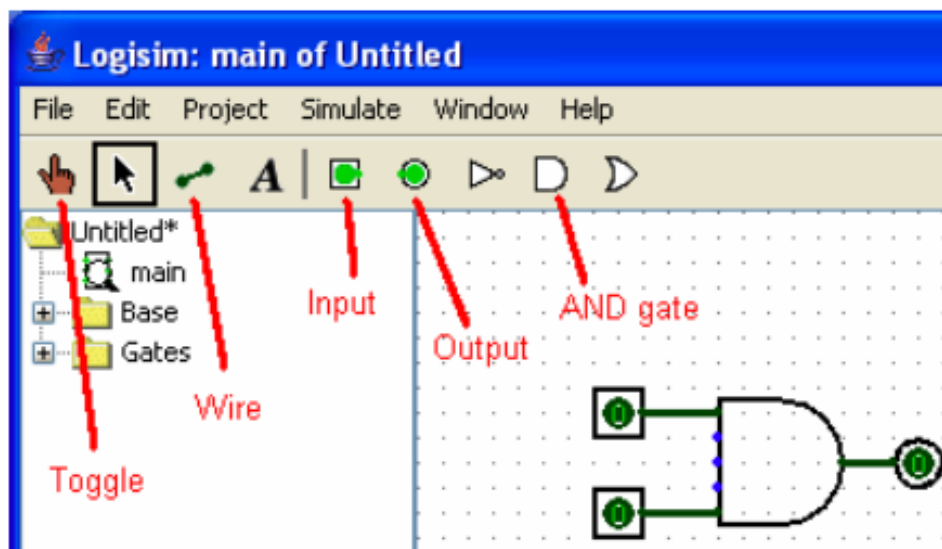 Logisim: main of Untitled
File Edit Project Simulate Window Help
A
Untitled*
main
Base
Gates
Input
Output
AND gate
Wire
Toggle
0
0
0